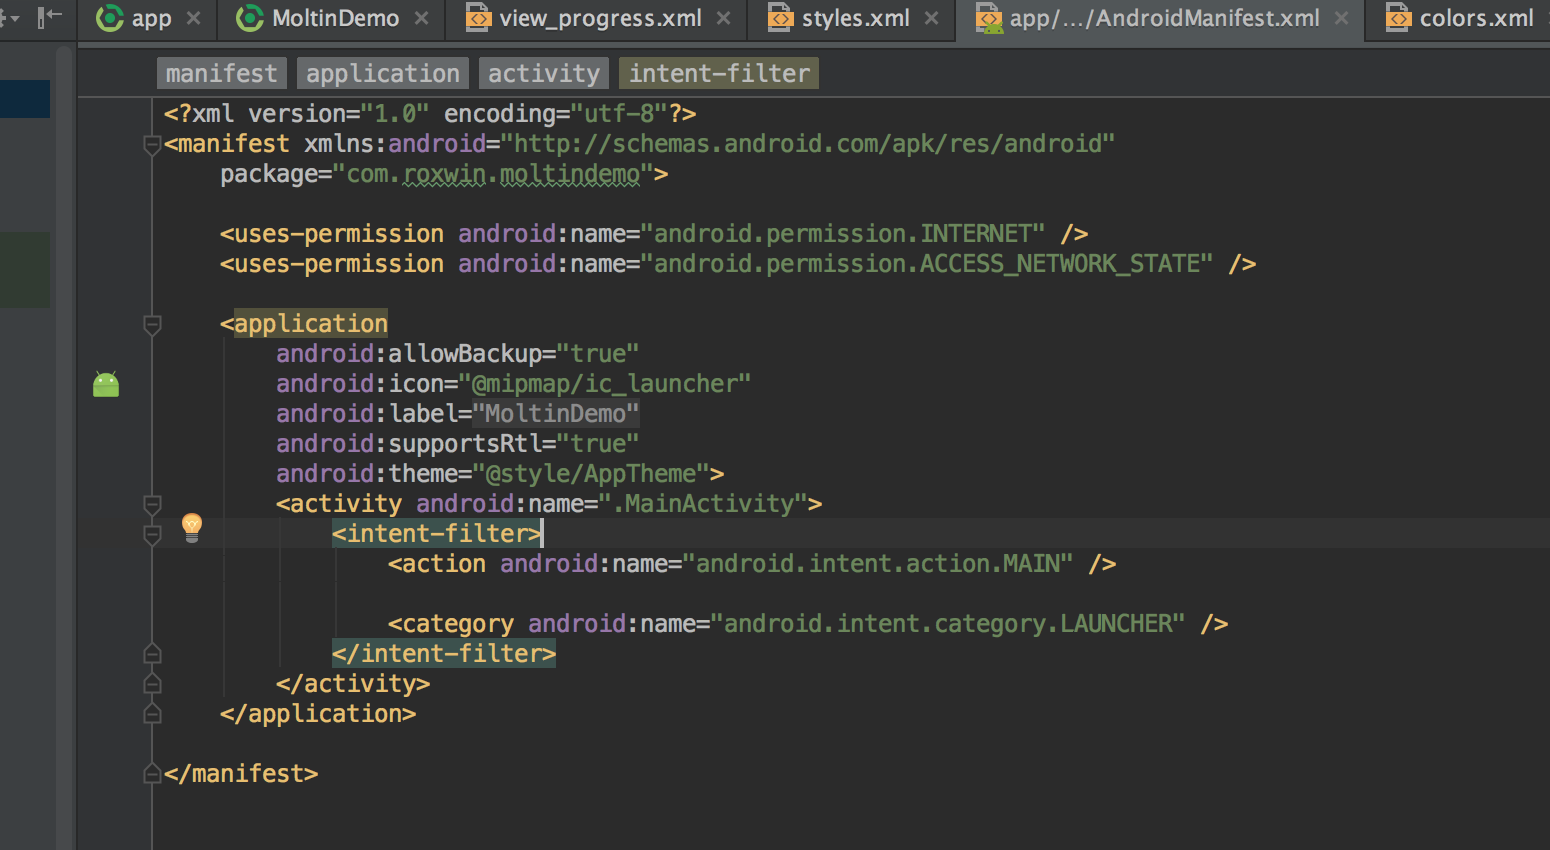 app MoltinDemo view_progress.xml styles.xml app/.../AndroidManifest.xml colors.xml
manifest application activity intent-filter
<?xml version="1.0" encoding="utf-8"?>
<manifest xmlns:android="http://schemas.android.com/apk/res/android"
package="com.roxwin.moltindemo">
<uses-permission android:name="android.permission.INTERNET" />
<uses-permission android:name="android.permission.ACCESS_NETWORK_STATE" />
<application
android:allowBackup="true"
android:icon="@mipmap/ic_launcher"
android:label="MoltinDemo"
android:supportsRtl="true"
android:theme="@style/AppTheme">
<activity android:name=".MainActivity">
<intent-filter>
<action android:name="android.intent.action.MAIN" />
<category android:name="android.intent.category.LAUNCHER" />
</intent-filter>
</activity>
</application>
</manifest>